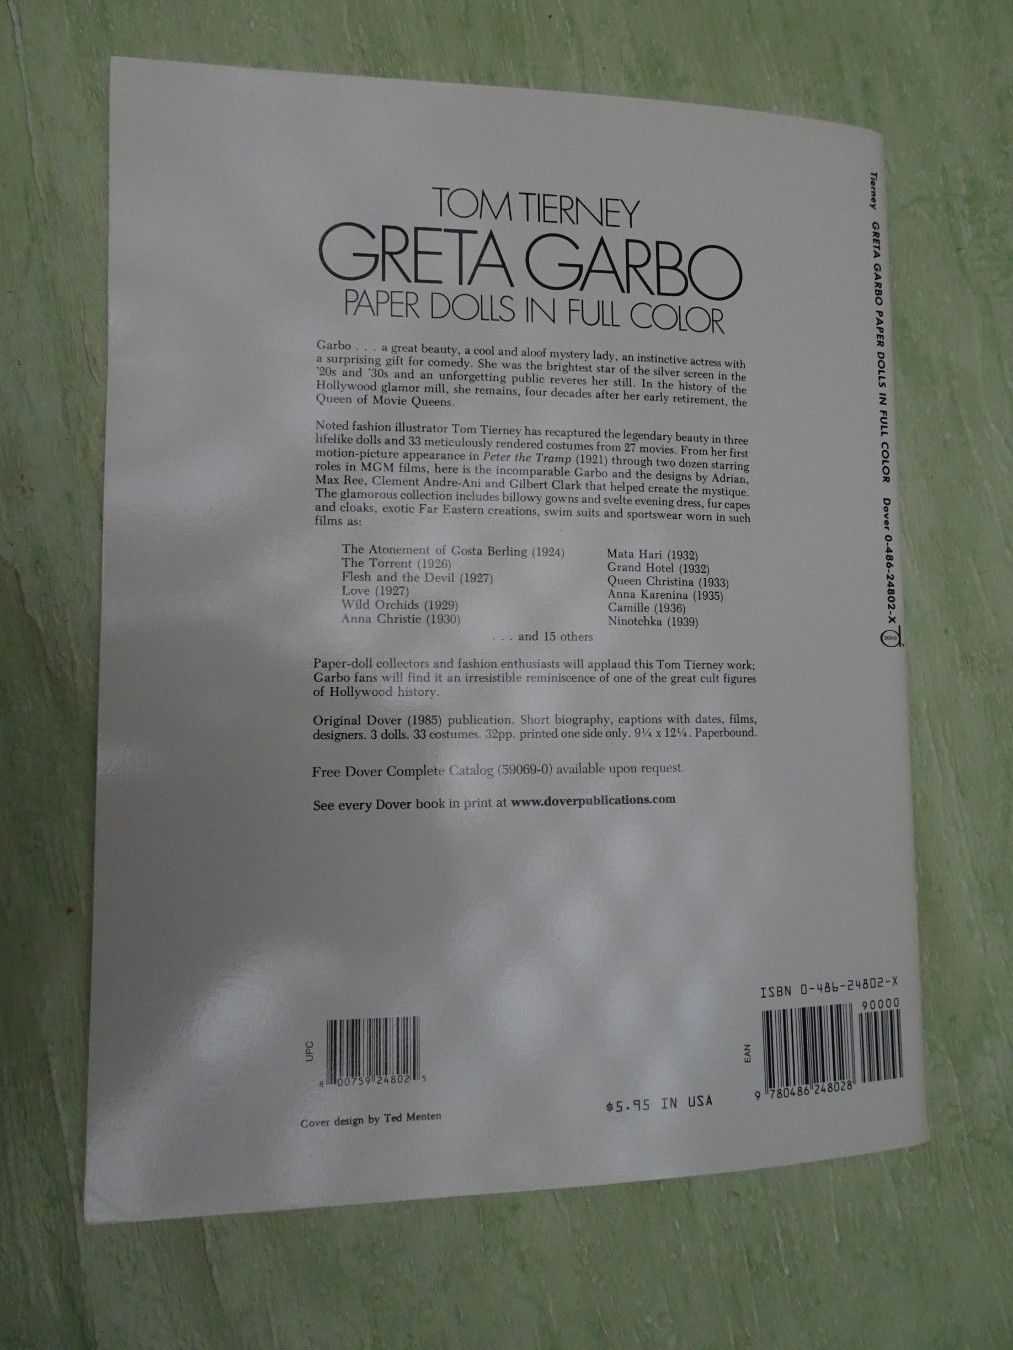 TOM TIERNEY
GRETA GARBO
PAPER DOLLS IN FULL COLOR
Garbo . . . a great beauty, a cool and aloof mystery lady, an instinctive actress with
a surprising gift for comedy. She was the brightest star of the silver screen in the
'20s and '30s and an unforgetting public reveres her still. In the history of the
Hollywood glamor mill, she remains, four decades after her early retirement, the
Queen of Movie Queens.
Noted fashion illustrator Tom Tierney has recaptured the legendary beauty in three
lifelike dolls and 33 meticulously rendered costumes from 27 movies. From her first
motion-picture appearance in Peter the Tramp (1921) through two dozen starring
roles in MGM films, here is the incomparable Garbo and the designs by Adrian,
Max Ree, Clement Andre-Ani and Gilbert Clark that helped create the mystique.
The glamorous collection includes billowy gowns and svelte evening dress, fur capes
and cloaks, exotic Far Eastern creations, swim suits and sportswear worn in such
films as:
The Atonement of Gosta Berling (1924)
The Torrent (1926)
Flesh and the Devil (1927)
Love (1927)
Wild Orchids (1929)
Anna Christie (1930)
Mata Hari (1932)
Grand Hotel (1932)
Queen Christina (1933)
Anna Karenina (1935)
Camille (1936)
Ninotchka (1939)
. . . and 15 others
Paper-doll collectors and fashion enthusiasts will applaud this Tom Tierney work;
Garbo fans will find it an irresistible reminiscence of one of the great cult figures
of Hollywood history.
Original Dover (1985) publication. Short biography, captions with dates, films,
designers. 3 dolls. 33 costumes. 32pp. printed one side only. 9¼ x 12¼. Paperbound.
Free Dover Complete Catalog (59069-0) available upon request.
See every Dover book in print at www.doverpublications.com
UPC
8 00759 24802 5
Cover design by Ted Menten
$5.95 IN USA
ISBN 0-486-24802-X
90000
EAN
9 780486 248028
Tierney GRETA GARBO PAPER DOLLS IN FULL COLOR Dover 0-486-24802-X
DOVER